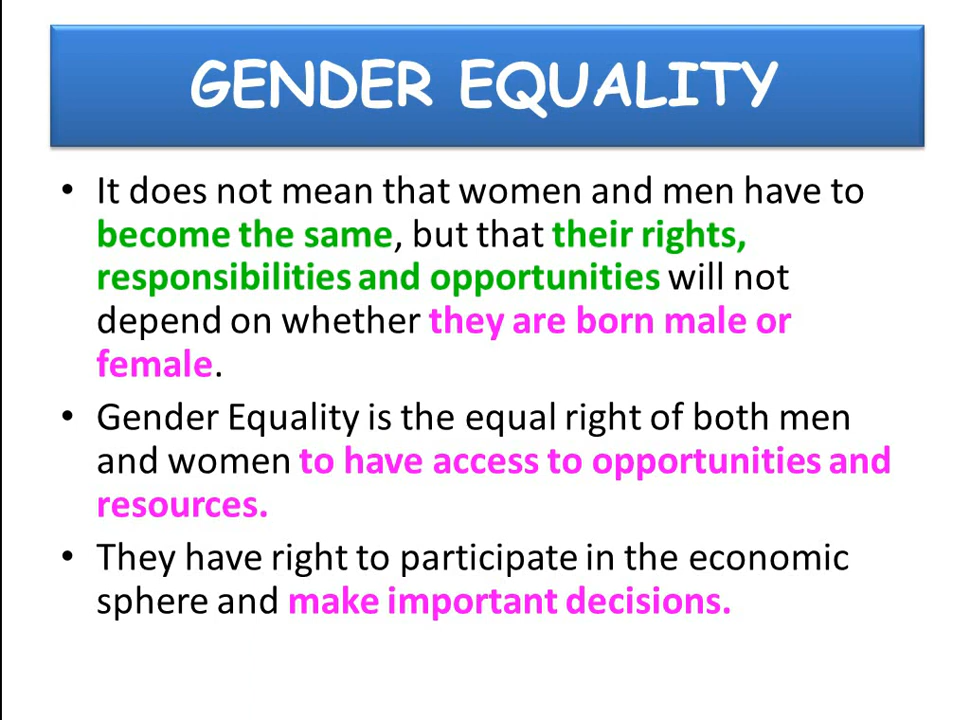 GENDER EQUALITY
• It does not mean that women and men have to
become the same, but that their rights,
responsibilities and opportunities will not
depend on whether they are born male or
female.
• Gender Equality is the equal right of both men
and women to have access to opportunities and
resources.
• They have right to participate in the economic
sphere and make important decisions.